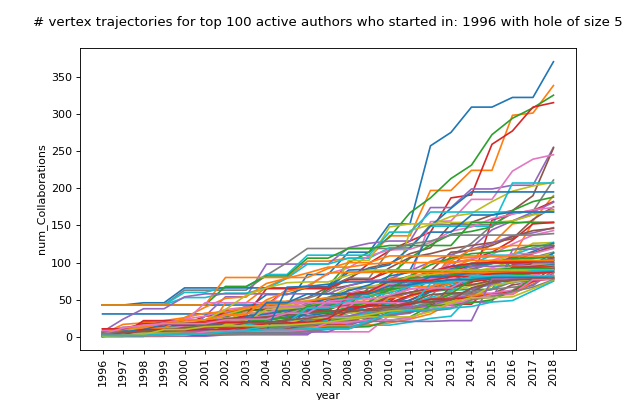 # vertex trajectories for top 100 active authors who started in: 1996 with hole of size 5
num_Collaborations
350
300
250
200
150
100
50
0
1996 1997 1998 1999 2000 2001 2002 2003 2004 2005 2006 2007 2008 2009 2010 2011 2012 2013 2014 2015 2016 2017 2018
year